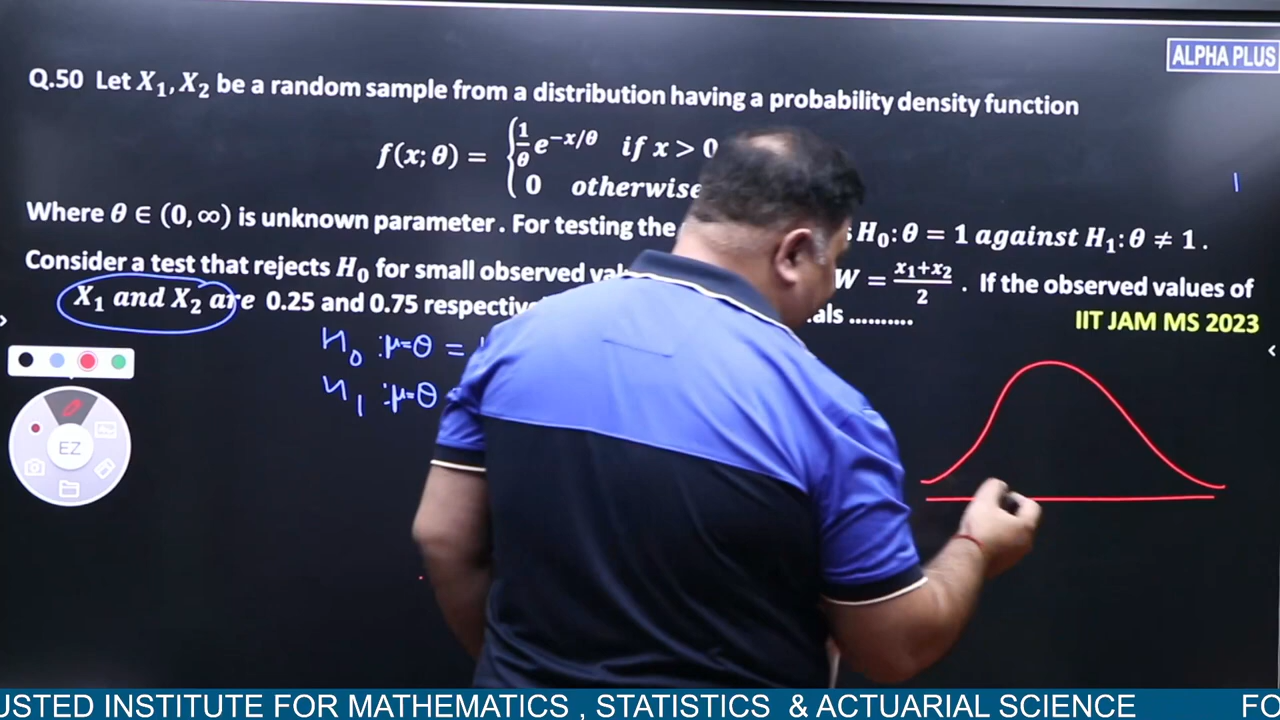 ALPHA PLUS
Q.50 Let X₁, X₂ be a random sample from a distribution having a probability density function
f(x; θ) = { 1/θ e^{-x/θ} if x > 0
0 otherwise
Where θ ∈ (0, ∞) is unknown parameter. For testing the H₀: θ = 1 against H₁: θ ≠ 1.
Consider a test that rejects H₀ for small observed W = (x₁+x₂)/2 . If the observed values of
X₁ and X₂ are 0.25 and 0.75 als ..........
IIT JAM MS 2023
H₀ : μ=θ =
H₁ : μ=θ
EZ
USTED INSTITUTE FOR MATHEMATICS , STATISTICS & ACTUARIAL SCIENCE FO